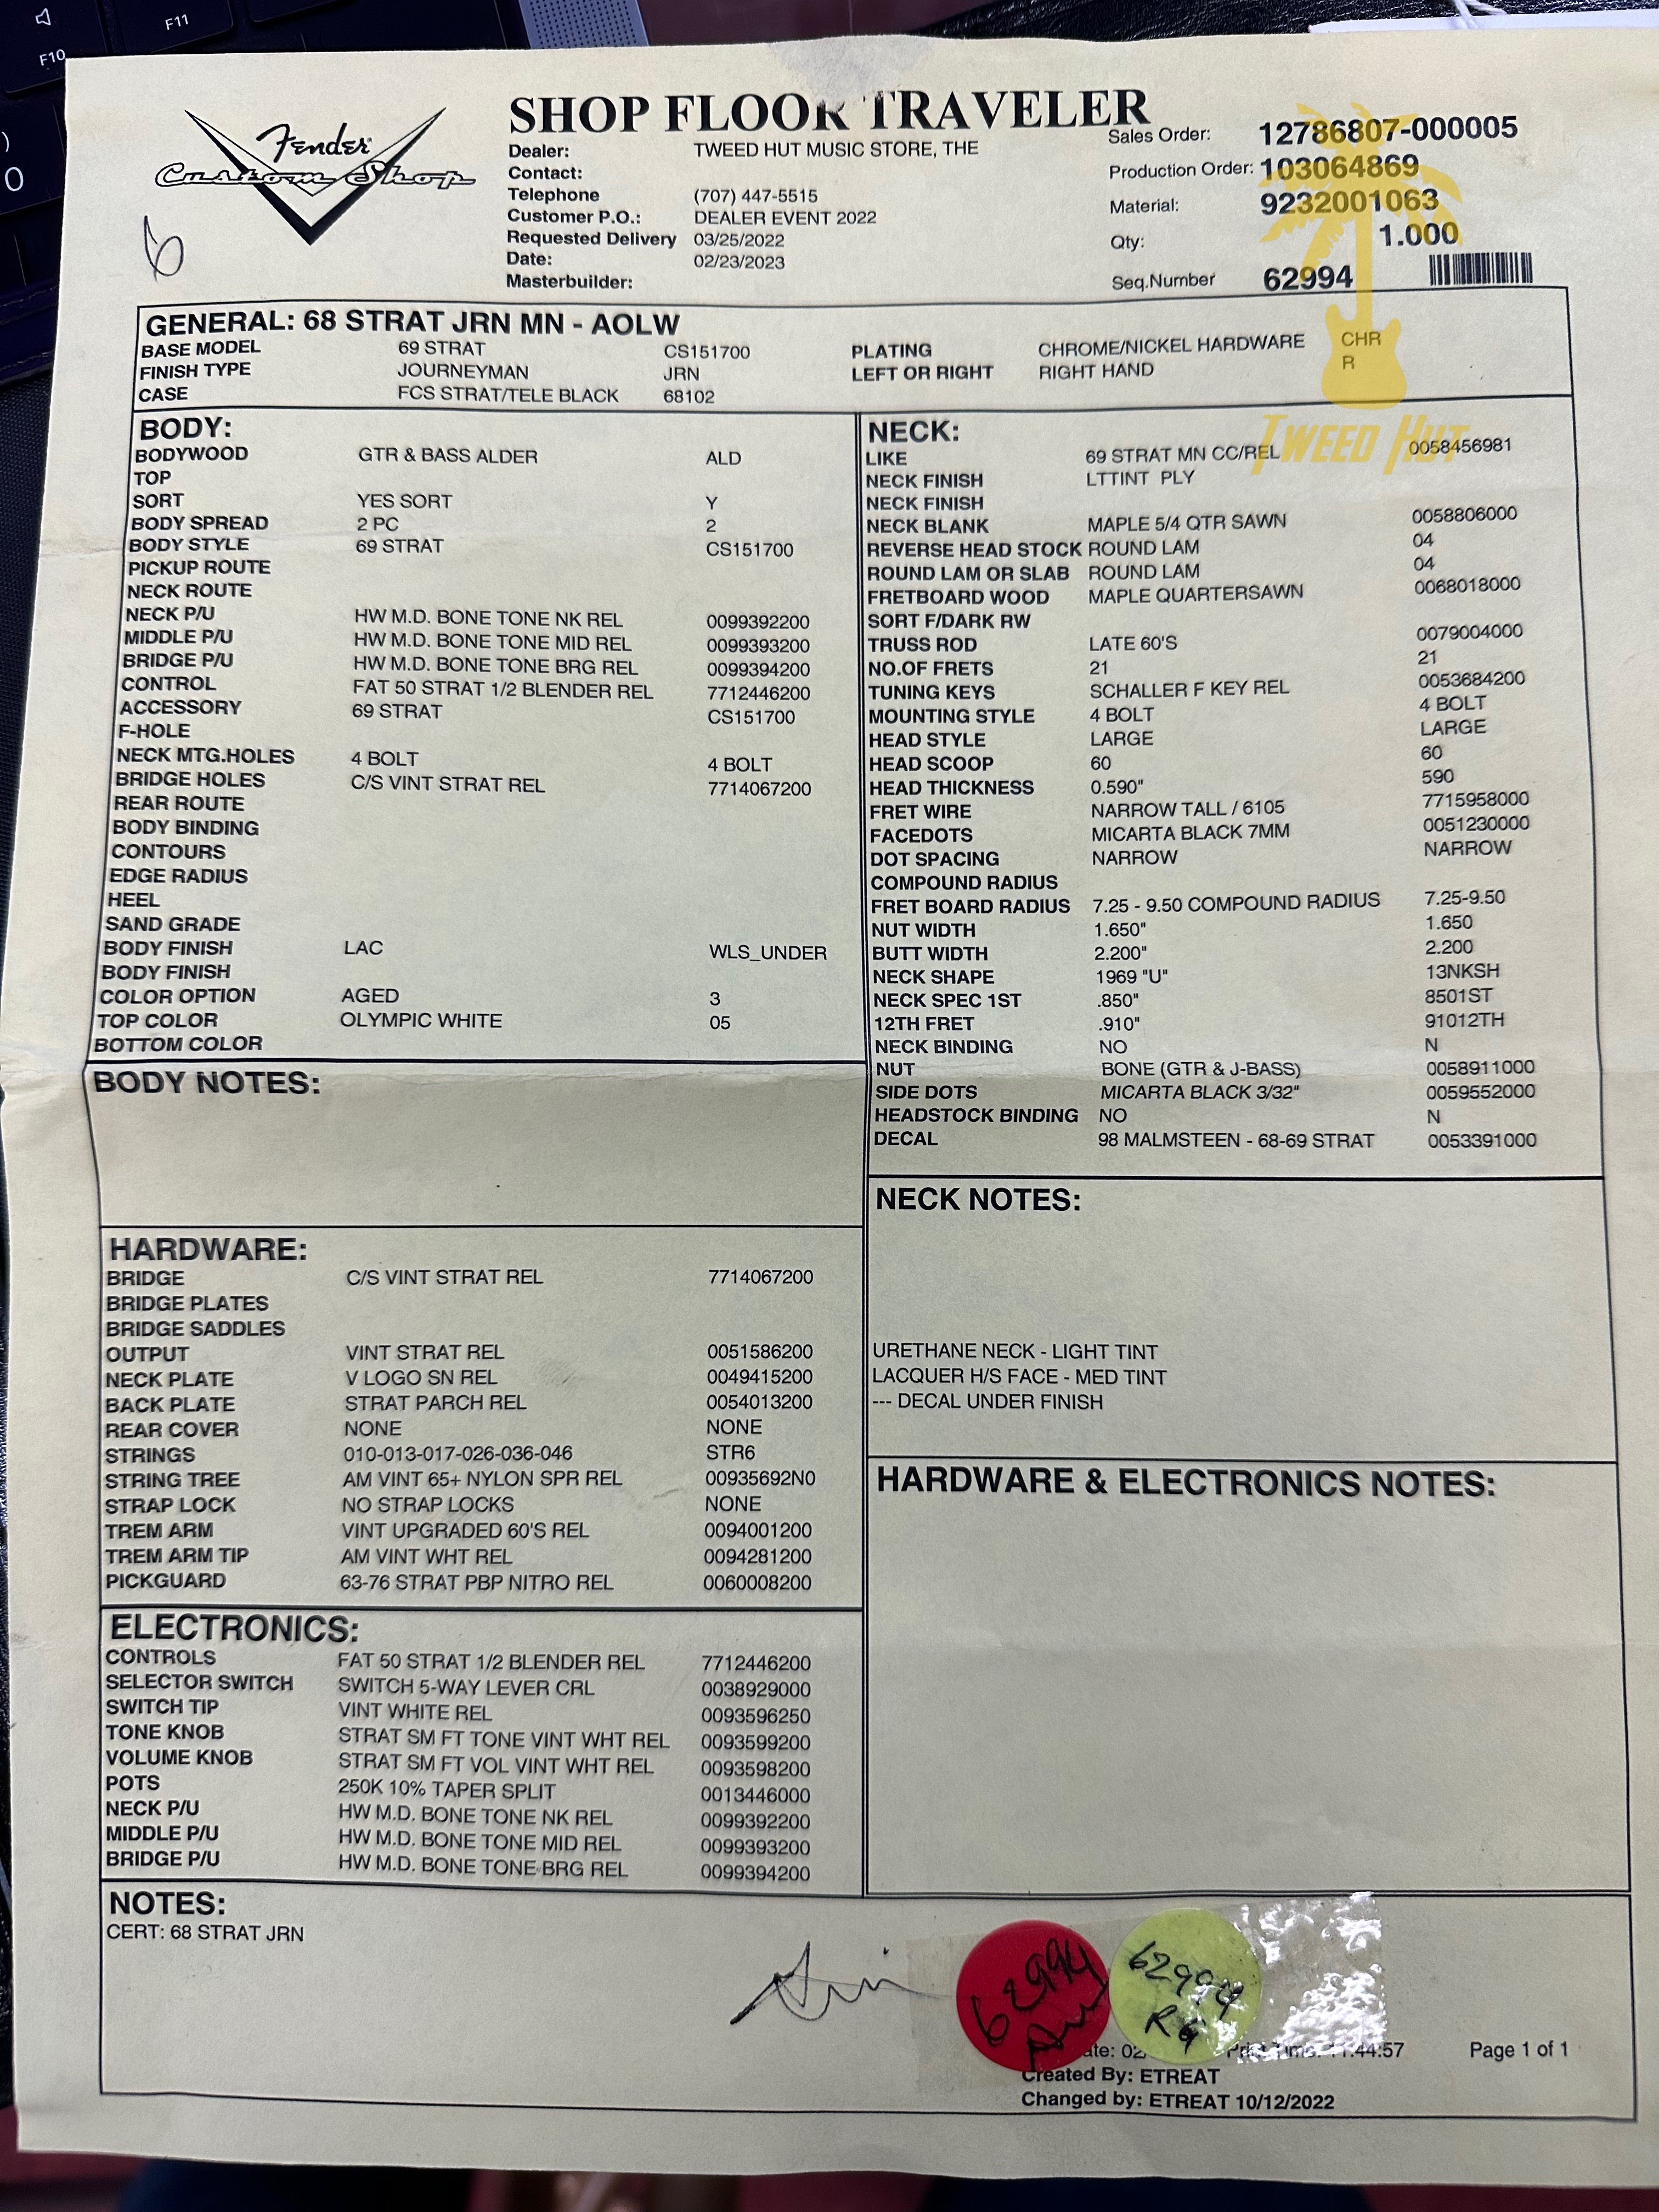 F11
F10
)
0
Fender
Custom Shop
6
SHOP FLOOR TRAVELER
Dealer: TWEED HUT MUSIC STORE, THE
Contact:
Telephone (707) 447-5515
Customer P.O.: DEALER EVENT 2022
Requested Delivery 03/25/2022
Date: 02/23/2023
Masterbuilder:
Sales Order: 12786807-000005
Production Order: 103064869
Material: 9232001063
Qty: 1.000
Seq.Number 62994
TWEED HUT
GENERAL: 68 STRAT JRN MN - AOLW
BASE MODEL 69 STRAT CS151700 PLATING CHROME/NICKEL HARDWARE CHR
R
FINISH TYPE JOURNEYMAN JRN LEFT OR RIGHT RIGHT HAND
CASE FCS STRAT/TELE BLACK 68102
BODY:
BODYWOOD GTR & BASS ALDER ALD
TOP
SORT YES SORT Y
BODY SPREAD 2 PC 2
BODY STYLE 69 STRAT CS151700
PICKUP ROUTE
NECK ROUTE
NECK P/U HW M.D. BONE TONE NK REL 0099392200
MIDDLE P/U HW M.D. BONE TONE MID REL 0099393200
BRIDGE P/U HW M.D. BONE TONE BRG REL 0099394200
CONTROL FAT 50 STRAT 1/2 BLENDER REL 7712446200
ACCESSORY 69 STRAT CS151700
F-HOLE
NECK MTG.HOLES 4 BOLT 4 BOLT
BRIDGE HOLES C/S VINT STRAT REL 7714067200
REAR ROUTE
BODY BINDING
CONTOURS
EDGE RADIUS
HEEL
SAND GRADE
BODY FINISH LAC WLS_UNDER
BODY FINISH
COLOR OPTION AGED 3
TOP COLOR OLYMPIC WHITE 05
BOTTOM COLOR
BODY NOTES:
NECK:
LIKE 69 STRAT MN CC/REL 0058456981
NECK FINISH LTTINT PLY
NECK FINISH
NECK BLANK MAPLE 5/4 QTR SAWN 0058806000
REVERSE HEAD STOCK ROUND LAM 04
ROUND LAM OR SLAB ROUND LAM 04
FRETBOARD WOOD MAPLE QUARTERSAWN 0068018000
SORT F/DARK RW
TRUSS ROD LATE 60'S 0079004000
NO.OF FRETS 21 21
TUNING KEYS SCHALLER F KEY REL 0053684200
MOUNTING STYLE 4 BOLT 4 BOLT
HEAD STYLE LARGE LARGE
HEAD SCOOP 60 60
HEAD THICKNESS 0.590" 590
FRET WIRE NARROW TALL / 6105 7715958000
FACEDOTS MICARTA BLACK 7MM 0051230000
DOT SPACING NARROW NARROW
COMPOUND RADIUS
FRET BOARD RADIUS 7.25 - 9.50 COMPOUND RADIUS 7.25-9.50
NUT WIDTH 1.650" 1.650
BUTT WIDTH 2.200" 2.200
NECK SHAPE 1969 "U" 13NKSH
NECK SPEC 1ST .850" 8501ST
12TH FRET .910" 91012TH
NECK BINDING NO N
NUT BONE (GTR & J-BASS) 0058911000
SIDE DOTS MICARTA BLACK 3/32" 0059552000
HEADSTOCK BINDING NO N
DECAL 98 MALMSTEEN - 68-69 STRAT 0053391000
NECK NOTES:
URETHANE NECK - LIGHT TINT
LACQUER H/S FACE - MED TINT
--- DECAL UNDER FINISH
HARDWARE:
BRIDGE C/S VINT STRAT REL 7714067200
BRIDGE PLATES
BRIDGE SADDLES
OUTPUT VINT STRAT REL 0051586200
NECK PLATE V LOGO SN REL 0049415200
BACK PLATE STRAT PARCH REL 0054013200
REAR COVER NONE NONE
STRINGS 010-013-017-026-036-046 STR6
STRING TREE AM VINT 65+ NYLON SPR REL 00935692N0
STRAP LOCK NO STRAP LOCKS NONE
TREM ARM VINT UPGRADED 60'S REL 0094001200
TREM ARM TIP AM VINT WHT REL 0094281200
PICKGUARD 63-76 STRAT PBP NITRO REL 0060008200
HARDWARE & ELECTRONICS NOTES:
ELECTRONICS:
CONTROLS FAT 50 STRAT 1/2 BLENDER REL 7712446200
SELECTOR SWITCH SWITCH 5-WAY LEVER CRL 0038929000
SWITCH TIP VINT WHITE REL 0093596250
TONE KNOB STRAT SM FT TONE VINT WHT REL 0093599200
VOLUME KNOB STRAT SM FT VOL VINT WHT REL 0093598200
POTS 250K 10% TAPER SPLIT 0013446000
NECK P/U HW M.D. BONE TONE NK REL 0099392200
MIDDLE P/U HW M.D. BONE TONE MID REL 0099393200
BRIDGE P/U HW M.D. BONE TONE BRG REL 0099394200
NOTES:
CERT: 68 STRAT JRN
62994
62994
RG
Page 1 of 1
Created By: ETREAT
Changed by: ETREAT 10/12/2022